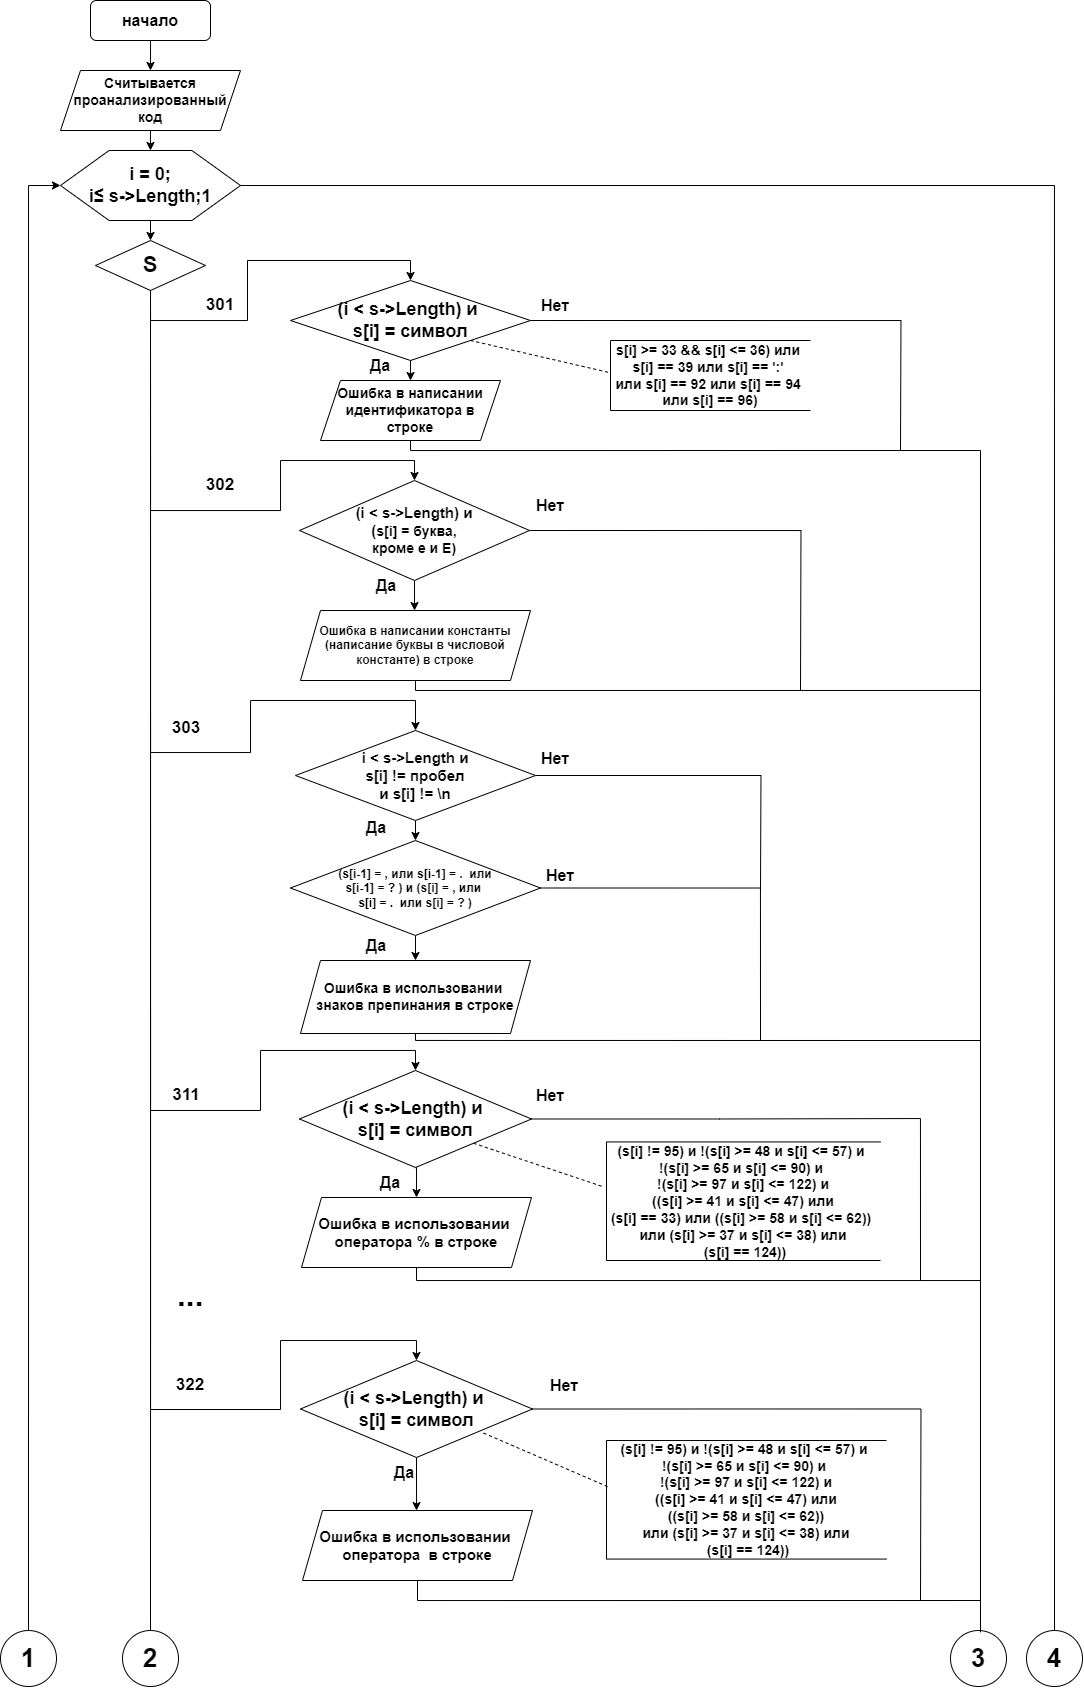 начало
Считывается
проанализированный
код
i = 0;
i≤ s->Length;1
S
301
(i < s->Length) и
s[i] = символ
Нет
Да
s[i] >= 33 && s[i] <= 36) или
s[i] == 39 или s[i] == ':'
или s[i] == 92 или s[i] == 94
или s[i] == 96)
Ошибка в написании
идентификатора в
строке
302
(i < s->Length) и
(s[i] = буква,
кроме e и E)
Нет
Да
Ошибка в написании константы
(написание буквы в числовой
константе) в строке
303
i < s->Length и
s[i] != пробел
и s[i] != \n
Нет
Да
(s[i-1] = , или s[i-1] = . или
s[i-1] = ? ) и (s[i] = , или
s[i] = . или s[i] = ? )
Нет
Да
Ошибка в использовании
знаков препинания в строке
311
(i < s->Length) и
s[i] = символ
Нет
Да
(s[i] != 95) и !(s[i] >= 48 и s[i] <= 57) и
!(s[i] >= 65 и s[i] <= 90) и
!(s[i] >= 97 и s[i] <= 122) и
((s[i] >= 41 и s[i] <= 47) или
(s[i] == 33) или ((s[i] >= 58 и s[i] <= 62))
или (s[i] >= 37 и s[i] <= 38) или
(s[i] == 124))
Ошибка в использовании
оператора % в строке
...
322
(i < s->Length) и
s[i] = символ
Нет
Да
(s[i] != 95) и !(s[i] >= 48 и s[i] <= 57) и
!(s[i] >= 65 и s[i] <= 90) и
!(s[i] >= 97 и s[i] <= 122) и
((s[i] >= 41 и s[i] <= 47) или
((s[i] >= 58 и s[i] <= 62))
или (s[i] >= 37 и s[i] <= 38) или
(s[i] == 124))
Ошибка в использовании
оператора в строке
1
2
3
4